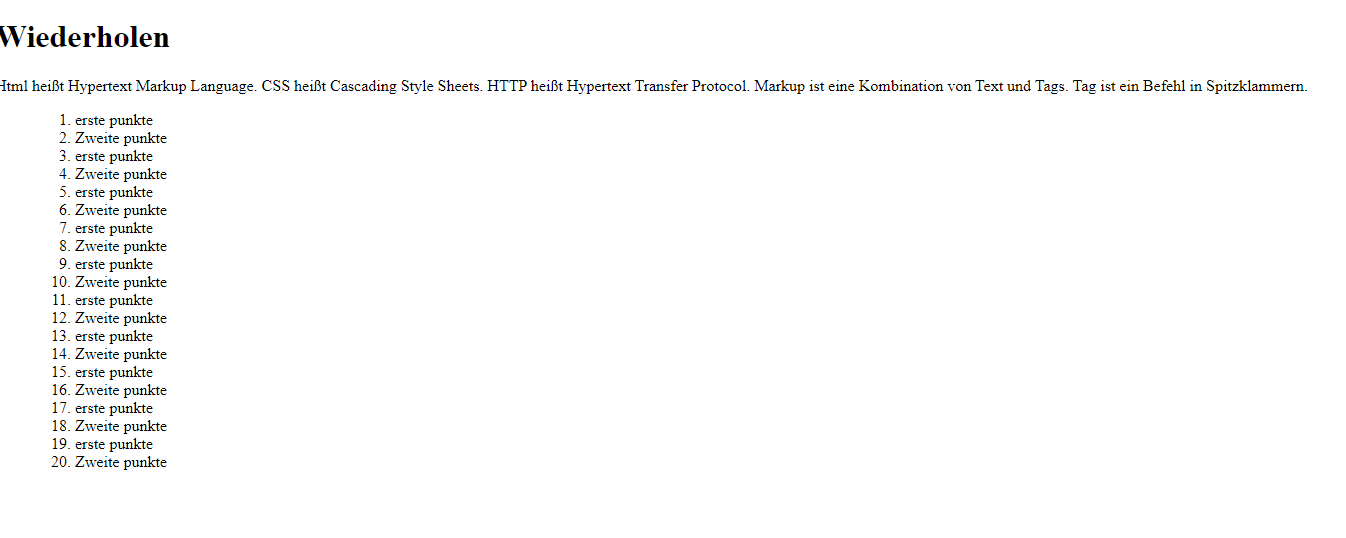 Wiederholen
Html heißt Hypertext Markup Language. CSS heißt Cascading Style Sheets. HTTP heißt Hypertext Transfer Protocol. Markup ist eine Kombination von Text und Tags. Tag ist ein Befehl in Spitzklammern.
1. erste punkte
2. Zweite punkte
3. erste punkte
4. Zweite punkte
5. erste punkte
6. Zweite punkte
7. erste punkte
8. Zweite punkte
9. erste punkte
10. Zweite punkte
11. erste punkte
12. Zweite punkte
13. erste punkte
14. Zweite punkte
15. erste punkte
16. Zweite punkte
17. erste punkte
18. Zweite punkte
19. erste punkte
20. Zweite punkte